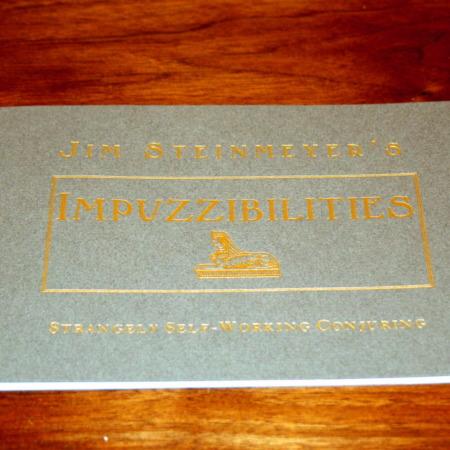 JIM STEINMEYER'S
IMPUZZIBILITIES
STRANGELY SELF-WORKING CONJURING